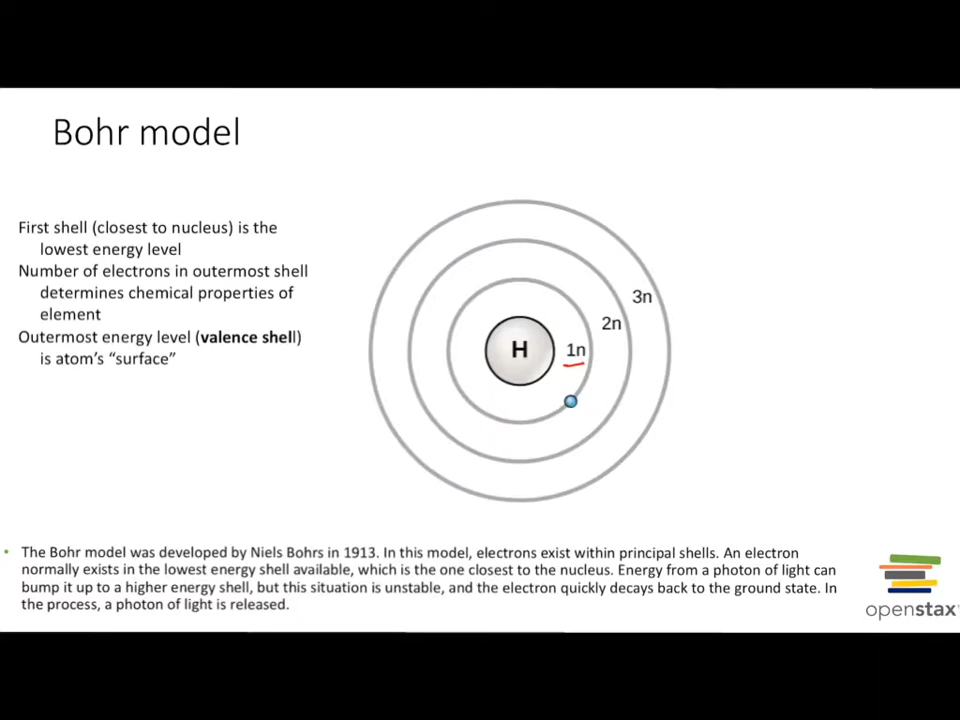 Bohr model
First shell (closest to nucleus) is the
lowest energy level
Number of electrons in outermost shell
determines chemical properties of
element
Outermost energy level (valence shell)
is atom's “surface”
3n
2n
H
1n
• The Bohr model was developed by Niels Bohrs in 1913. In this model, electrons exist within principal shells. An electron
normally exists in the lowest energy shell available, which is the one closest to the nucleus. Energy from a photon of light can
bump it up to a higher energy shell, but this situation is unstable, and the electron quickly decays back to the ground state. In
the process, a photon of light is released.
openstax